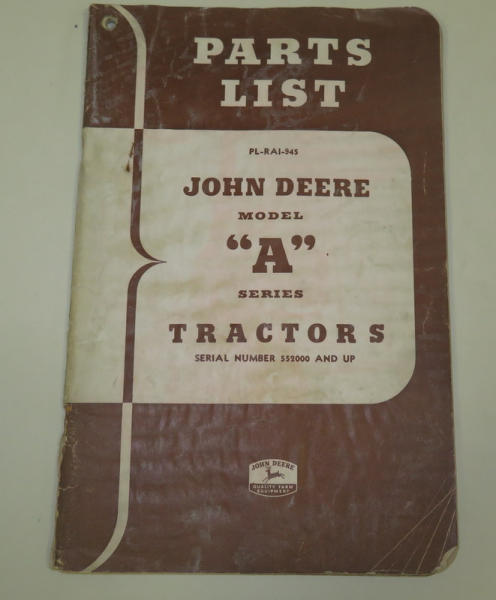 PARTS
LIST
PL-RAI-945
JOHN DEERE
MODEL
"A"
SERIES
TRACTORS
SERIAL NUMBER 552000 AND UP
JOHN DEERE
QUALITY FARM
EQUIPMENT